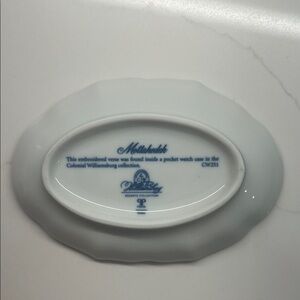 Mottahedeh
This embroidered verse was found inside a pocket watch case in the
Colonial Williamsburg collection. CW251